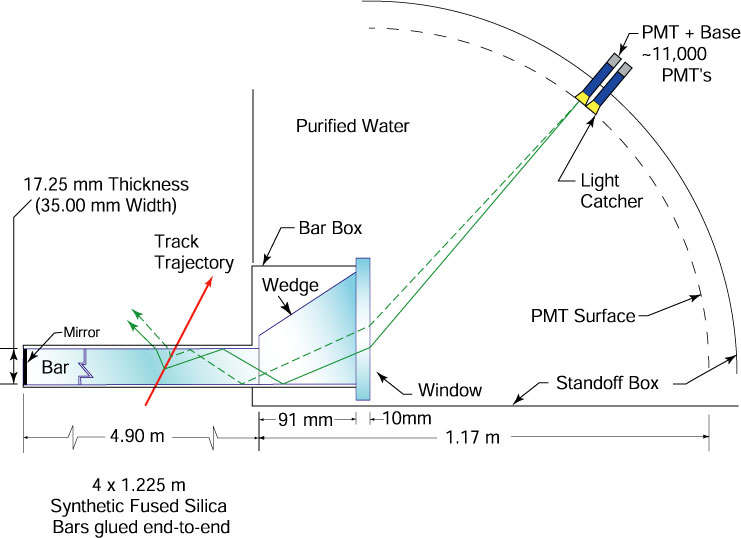 PMT + Base
~11,000
PMT's
Purified Water
Light
Catcher
17.25 mm Thickness
(35.00 mm Width)
Bar Box
Track
Trajectory
Wedge
PMT Surface
Mirror
Bar
Window
Standoff Box
91 mm
10mm
4.90 m
1.17 m
4 x 1.225 m
Synthetic Fused Silica
Bars glued end-to-end